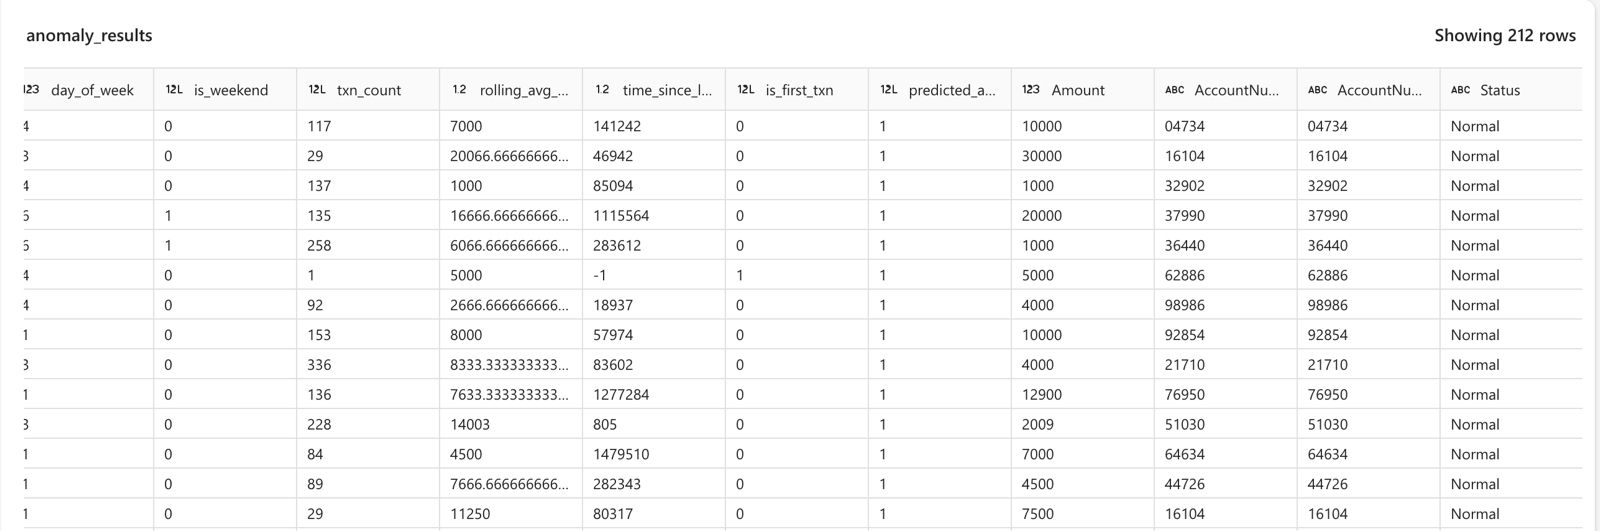 anomaly_results Showing 212 rows
123 day_of_week 12L is_weekend 12L txn_count 1.2 rolling_avg_... 1.2 time_since_l... 12L is_first_txn 12L predicted_a... 123 Amount ABC AccountNu... ABC AccountNu... ABC Status
4 0 117 7000 141242 0 1 10000 04734 04734 Normal
3 0 29 20066.66666666... 46942 0 1 30000 16104 16104 Normal
4 0 137 1000 85094 0 1 1000 32902 32902 Normal
6 1 135 16666.66666666... 1115564 0 1 20000 37990 37990 Normal
6 1 258 6066.666666666... 283612 0 1 1000 36440 36440 Normal
4 0 1 5000 -1 1 1 5000 62886 62886 Normal
4 0 92 2666.666666666... 18937 0 1 4000 98986 98986 Normal
1 0 153 8000 57974 0 1 10000 92854 92854 Normal
3 0 336 8333.333333333... 83602 0 1 4000 21710 21710 Normal
1 0 136 7633.333333333... 1277284 0 1 12900 76950 76950 Normal
3 0 228 14003 805 0 1 2009 51030 51030 Normal
1 0 84 4500 1479510 0 1 7000 64634 64634 Normal
1 0 89 7666.666666666... 282343 0 1 4500 44726 44726 Normal
1 0 29 11250 80317 0 1 7500 16104 16104 Normal